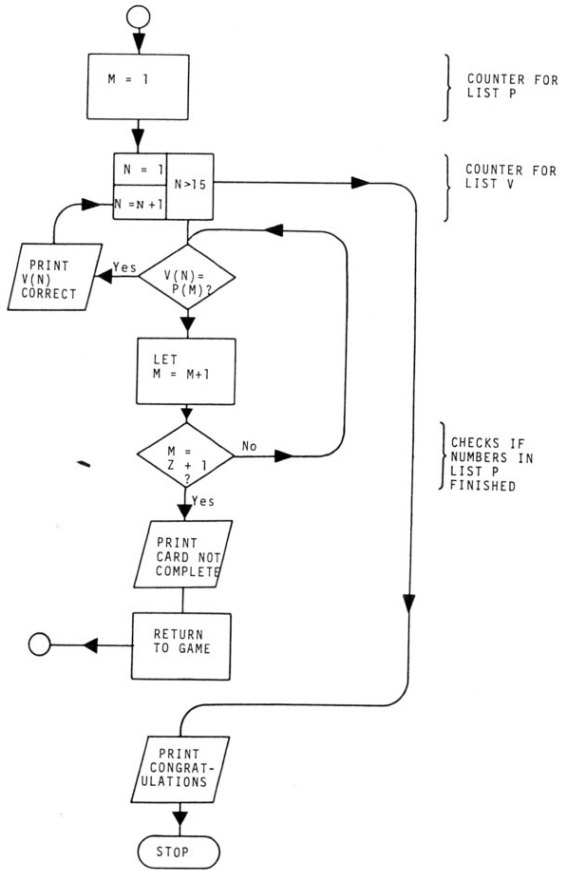 M = 1
COUNTER FOR
LIST P
N = 1
N = N + 1
N>15
COUNTER FOR
LIST V
PRINT
V(N)
CORRECT
Yes
V(N)=
P(M)?
LET
M = M+1
M =
Z + 1
?
No
CHECKS IF
NUMBERS IN
LIST P
FINISHED
Yes
PRINT
CARD NOT
COMPLETE
RETURN
TO GAME
PRINT
CONGRAT-
ULATIONS
STOP